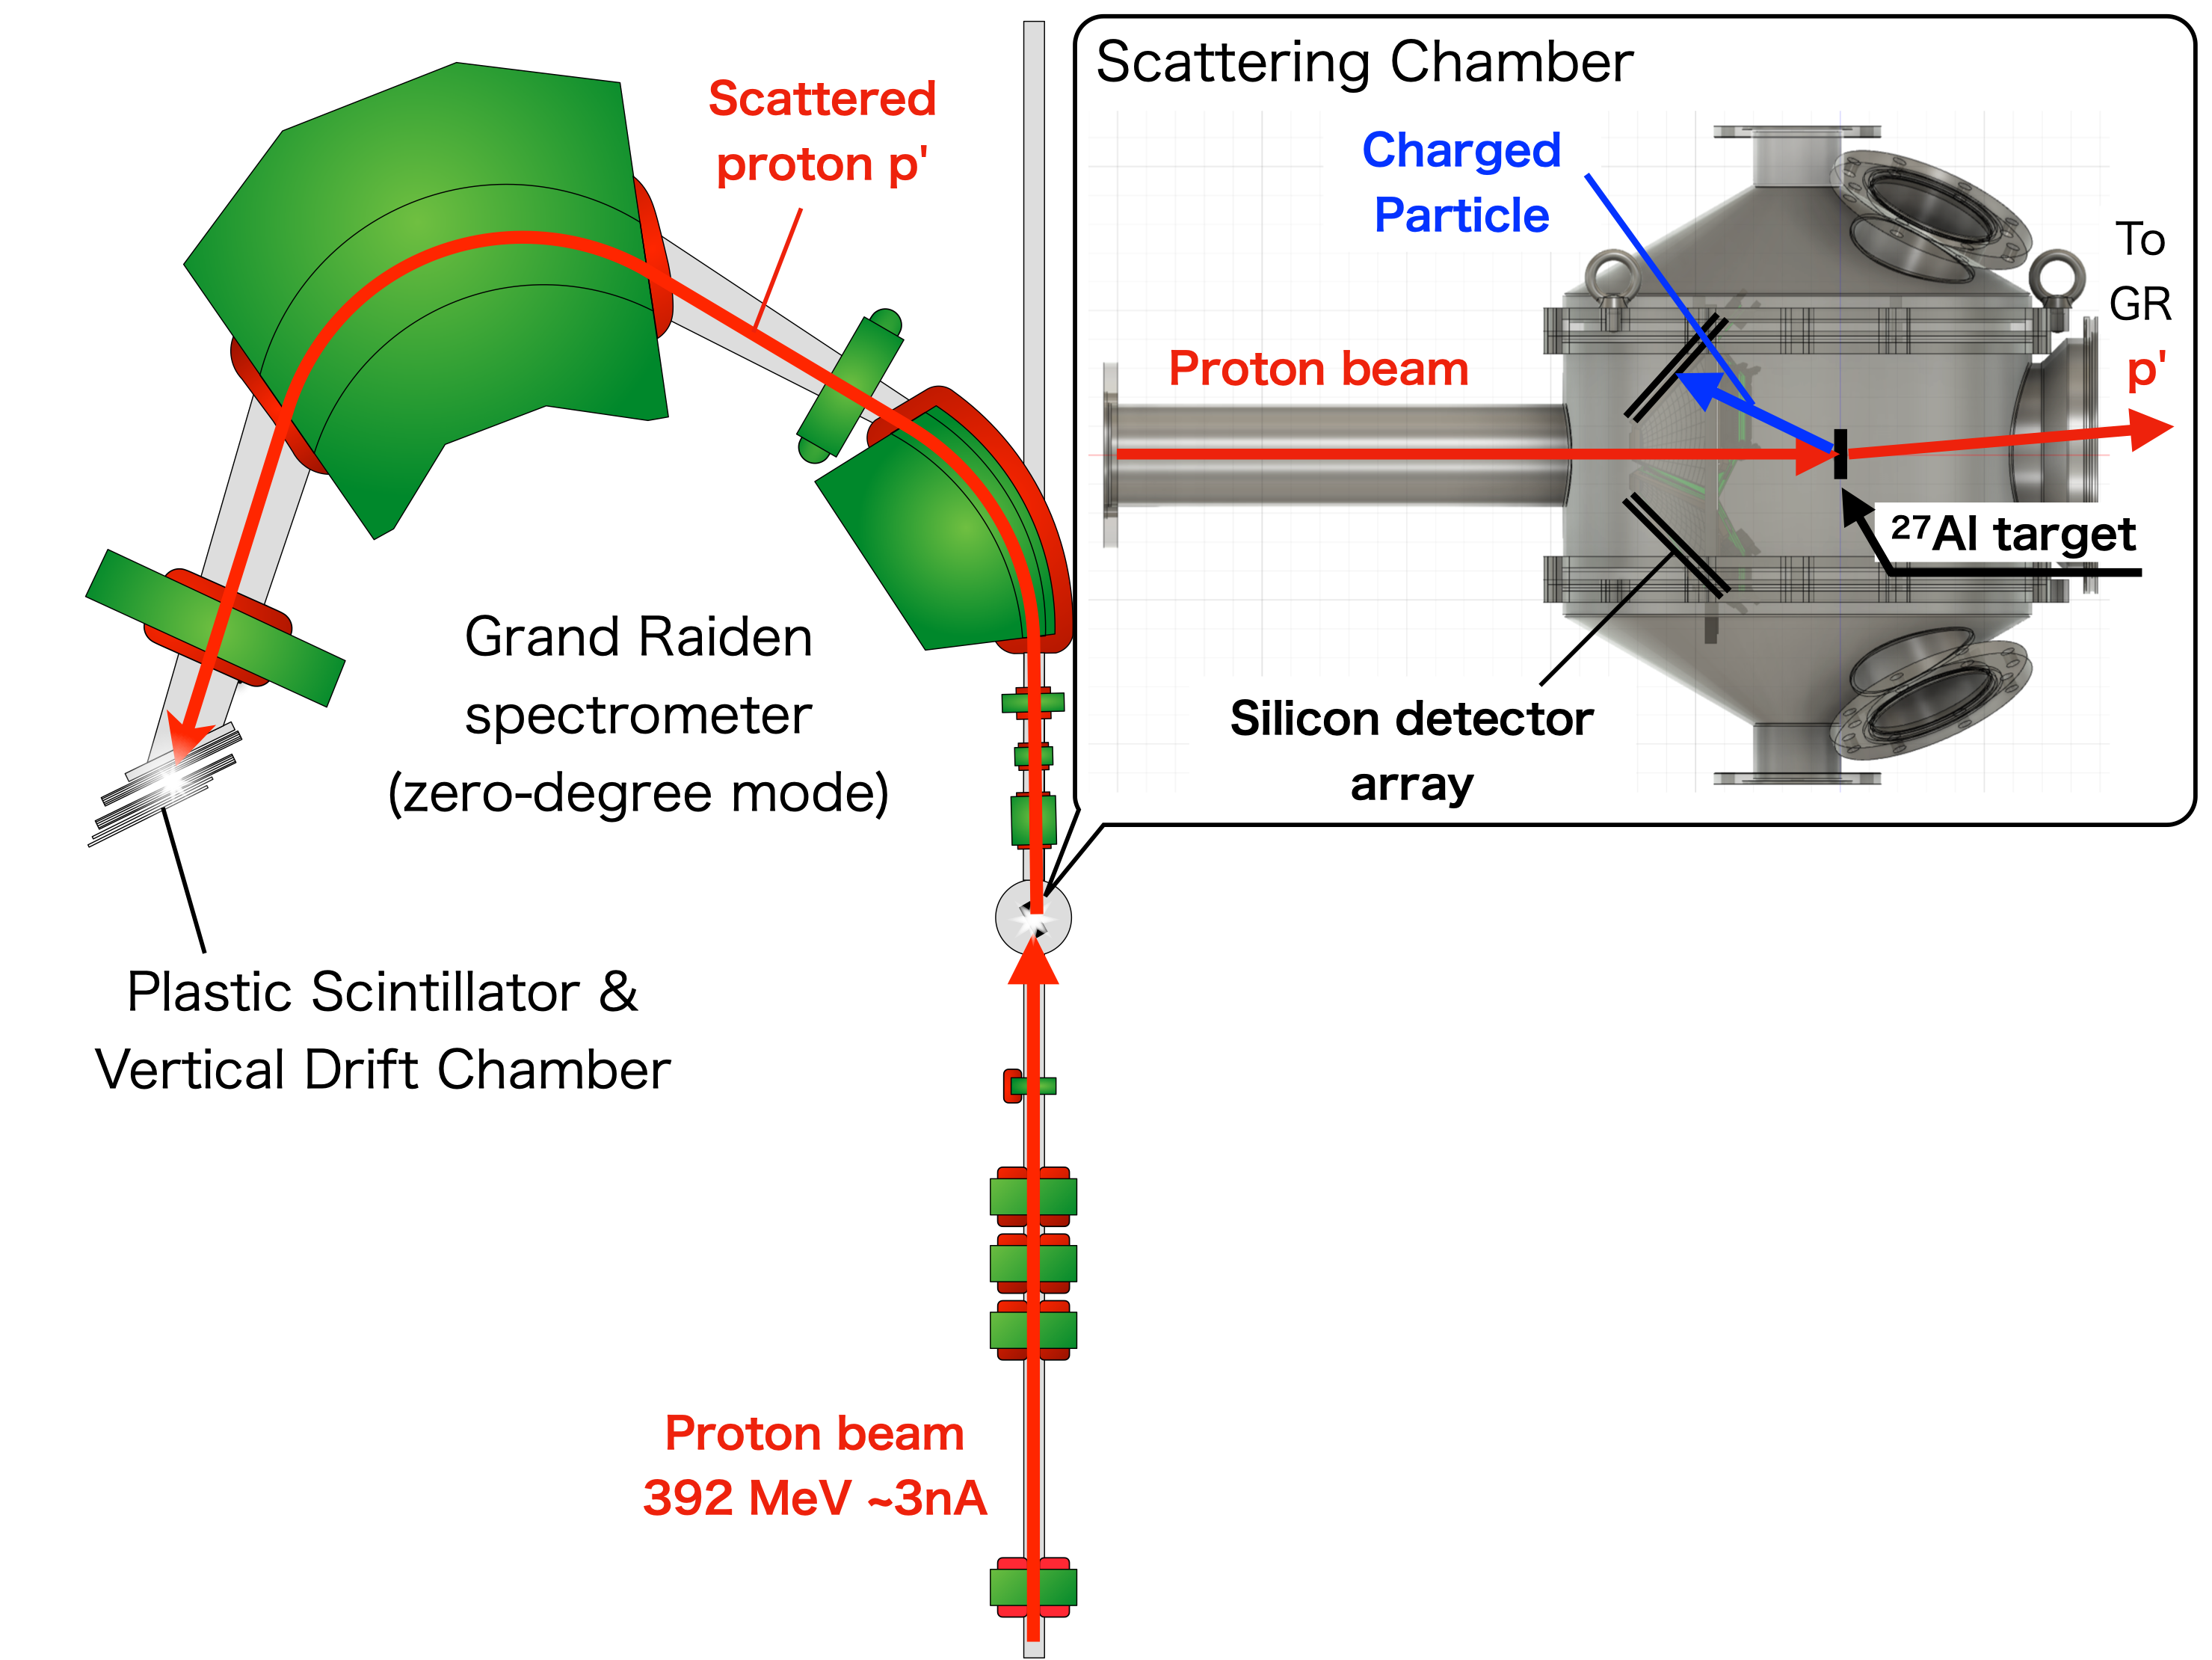 Scattering Chamber
Scattered
proton p'
Charged
Particle
To
GR
p'
Proton beam
²⁷Al target
Silicon detector
array
Grand Raiden
spectrometer
(zero-degree mode)
Plastic Scintillator &
Vertical Drift Chamber
Proton beam
392 MeV ~3nA